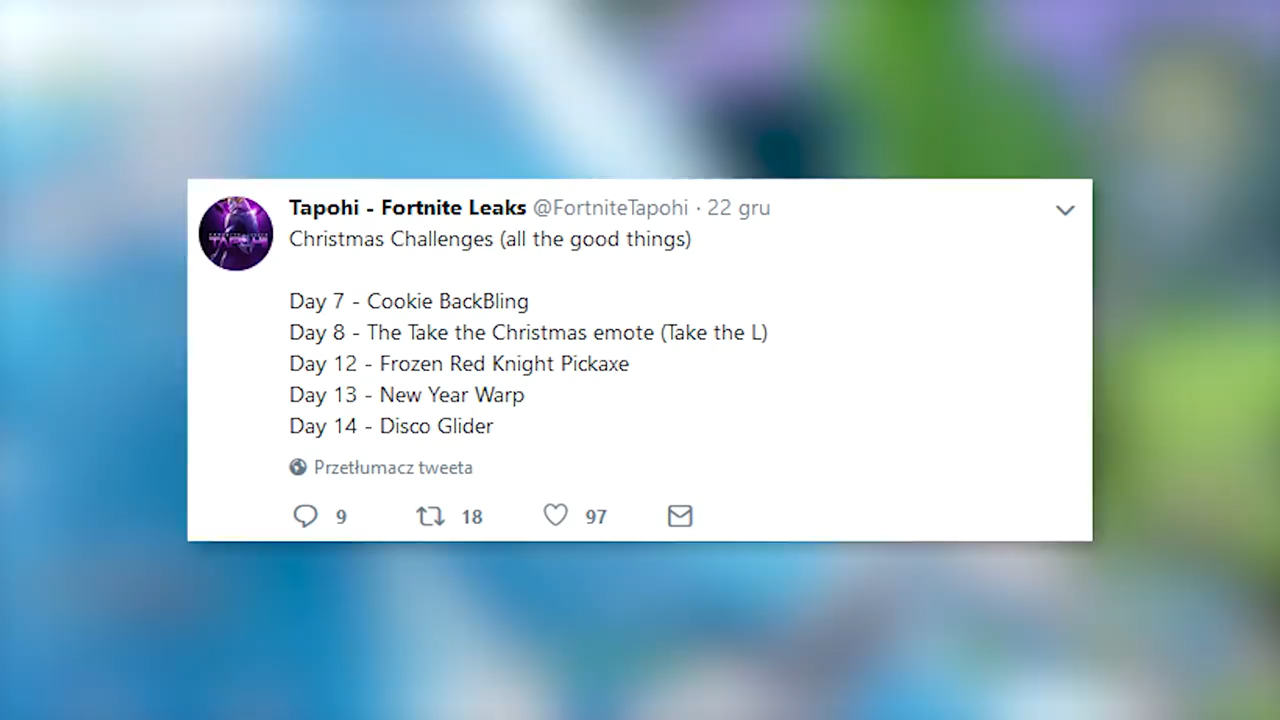 Tapohi - Fortnite Leaks @FortniteTapohi · 22 gru
Christmas Challenges (all the good things)
Day 7 - Cookie BackBling
Day 8 - The Take the Christmas emote (Take the L)
Day 12 - Frozen Red Knight Pickaxe
Day 13 - New Year Warp
Day 14 - Disco Glider
Przetłumacz tweeta
9 18 97
TAPOHI